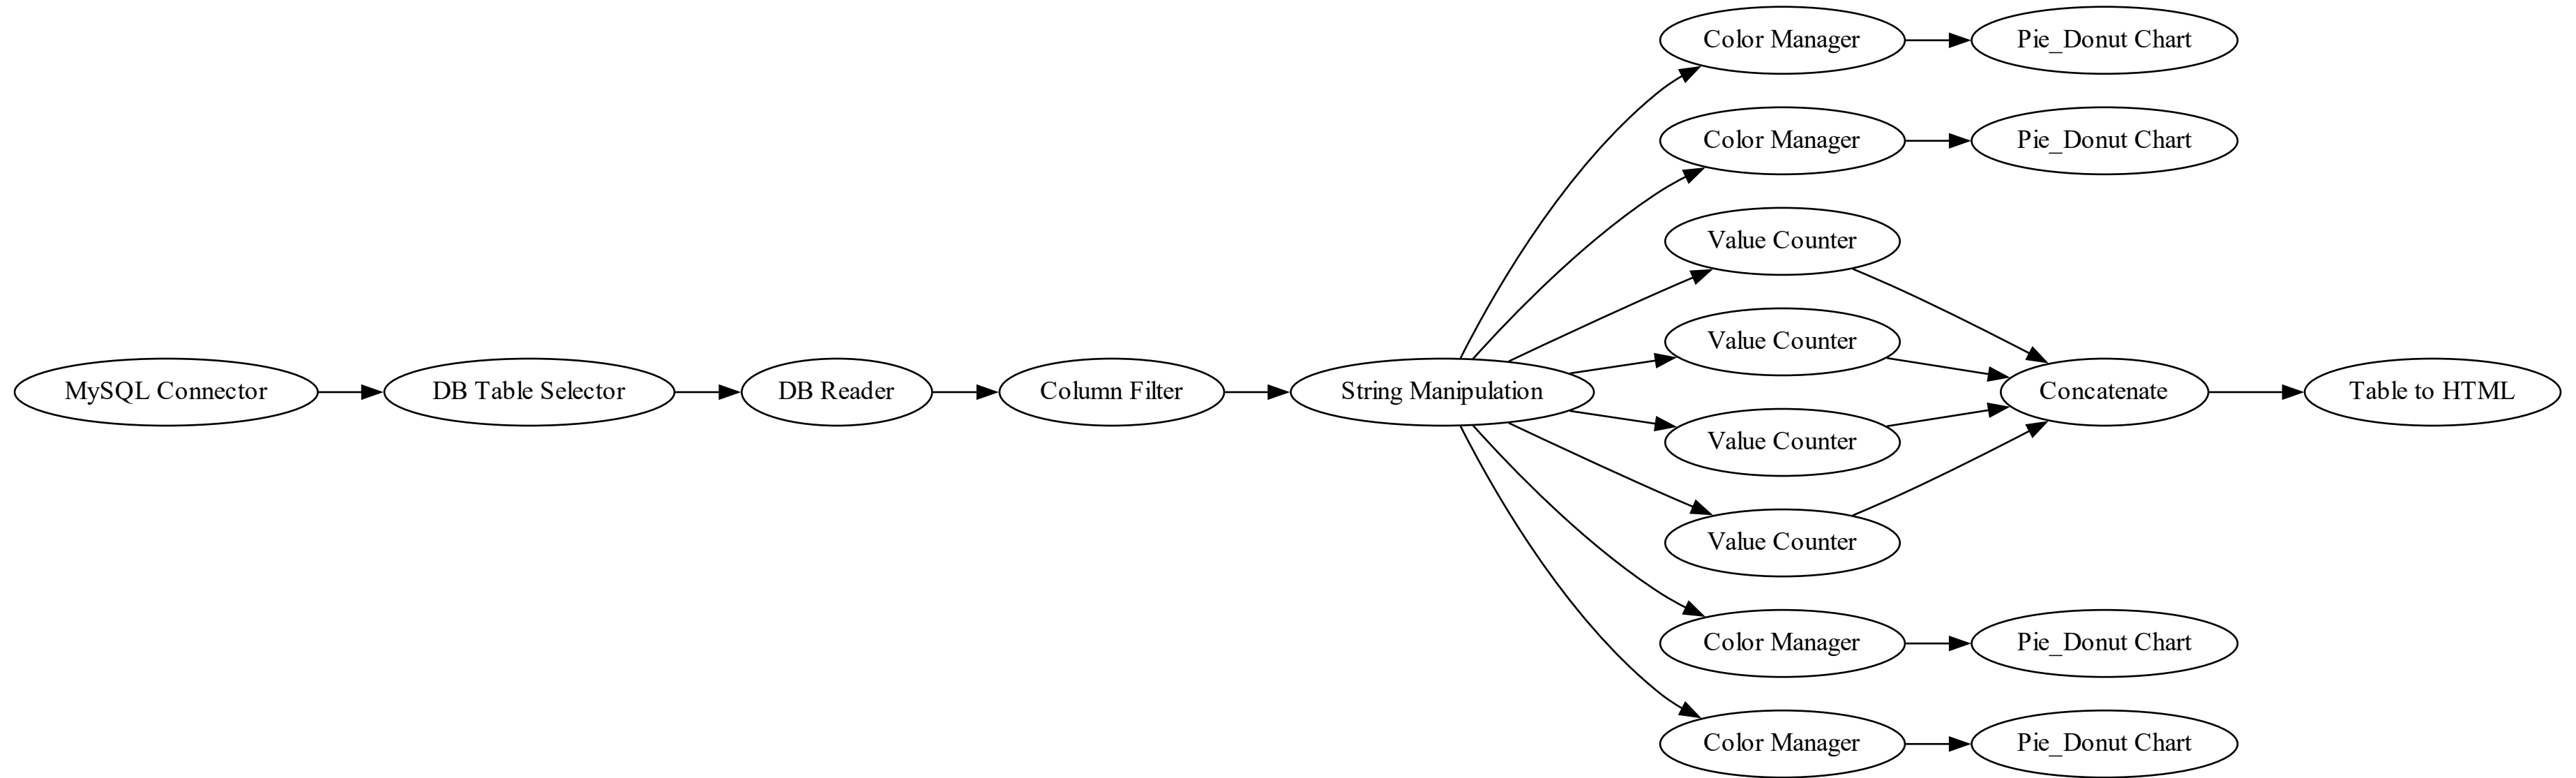 Color Manager
Pie_Donut Chart
Color Manager
Pie_Donut Chart
Value Counter
Value Counter
MySQL Connector
DB Table Selector
DB Reader
Column Filter
String Manipulation
Concatenate
Table to HTML
Value Counter
Value Counter
Color Manager
Pie_Donut Chart
Color Manager
Pie_Donut Chart